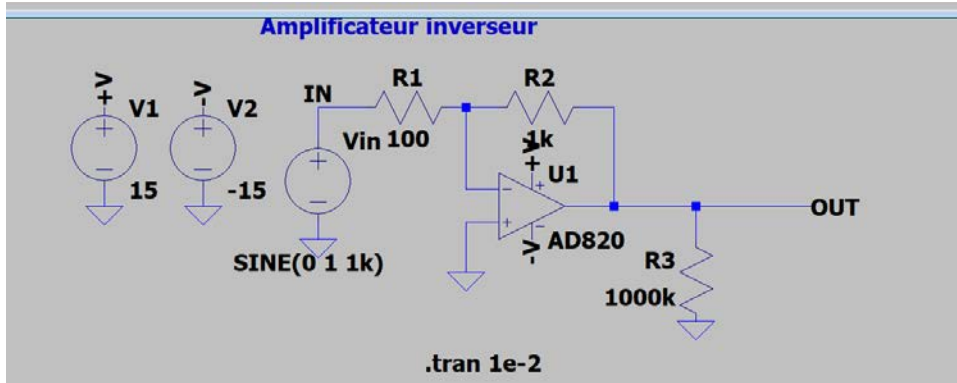 Amplificateur inverseur
+V
V1
15
-V
V2
-15
IN
Vin
SINE(0 1 1k)
R1
100
R2
1k
+V
U1
-V
AD820
OUT
R3
1000k
.tran 1e-2